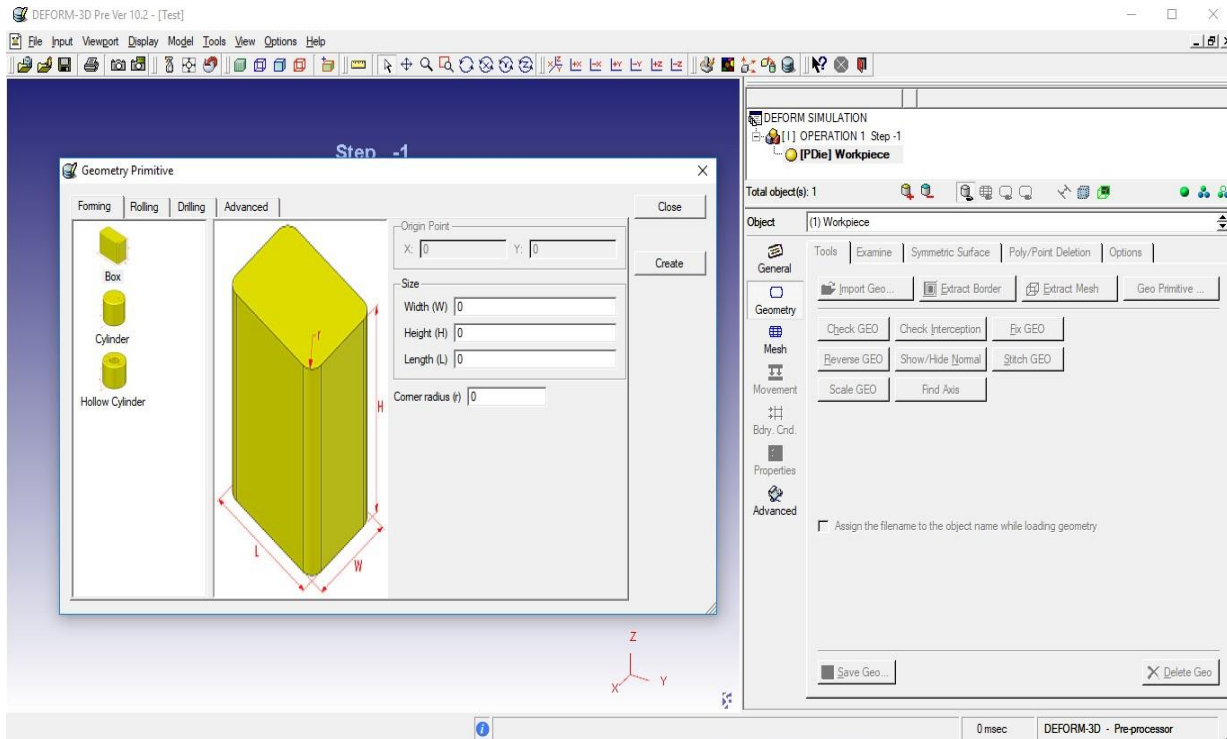 DEFORM-3D Pre Ver 10.2 - [Test]
File Input Viewport Display Model Tools View Options Help
Step -1
DEFORM SIMULATION
[1] OPERATION 1 Step -1
[PDie] Workpiece
Total object(s): 1
Object (1) Workpiece
General
Geometry
Mesh
Movement
Bdry. Cnd.
Properties
Advanced
Tools Examine Symmetric Surface Poly/Point Deletion Options
Import Geo... Extract Border Extract Mesh Geo Primitive ...
Check GEO Check Interception Fix GEO
Reverse GEO Show/Hide Normal Stitch GEO
Scale GEO Find Axis
Assign the filename to the object name while loading geometry
Save Geo... Delete Geo
Geometry Primitive
Forming Rolling Drilling Advanced
Box
Cylinder
Hollow Cylinder
r
H
L
W
Origin Point
X: 0 Y: 0
Size
Width (W) 0
Height (H) 0
Length (L) 0
Corner radius (r) 0
Close
Create
Z
X Y
0 msec DEFORM-3D - Pre-processor